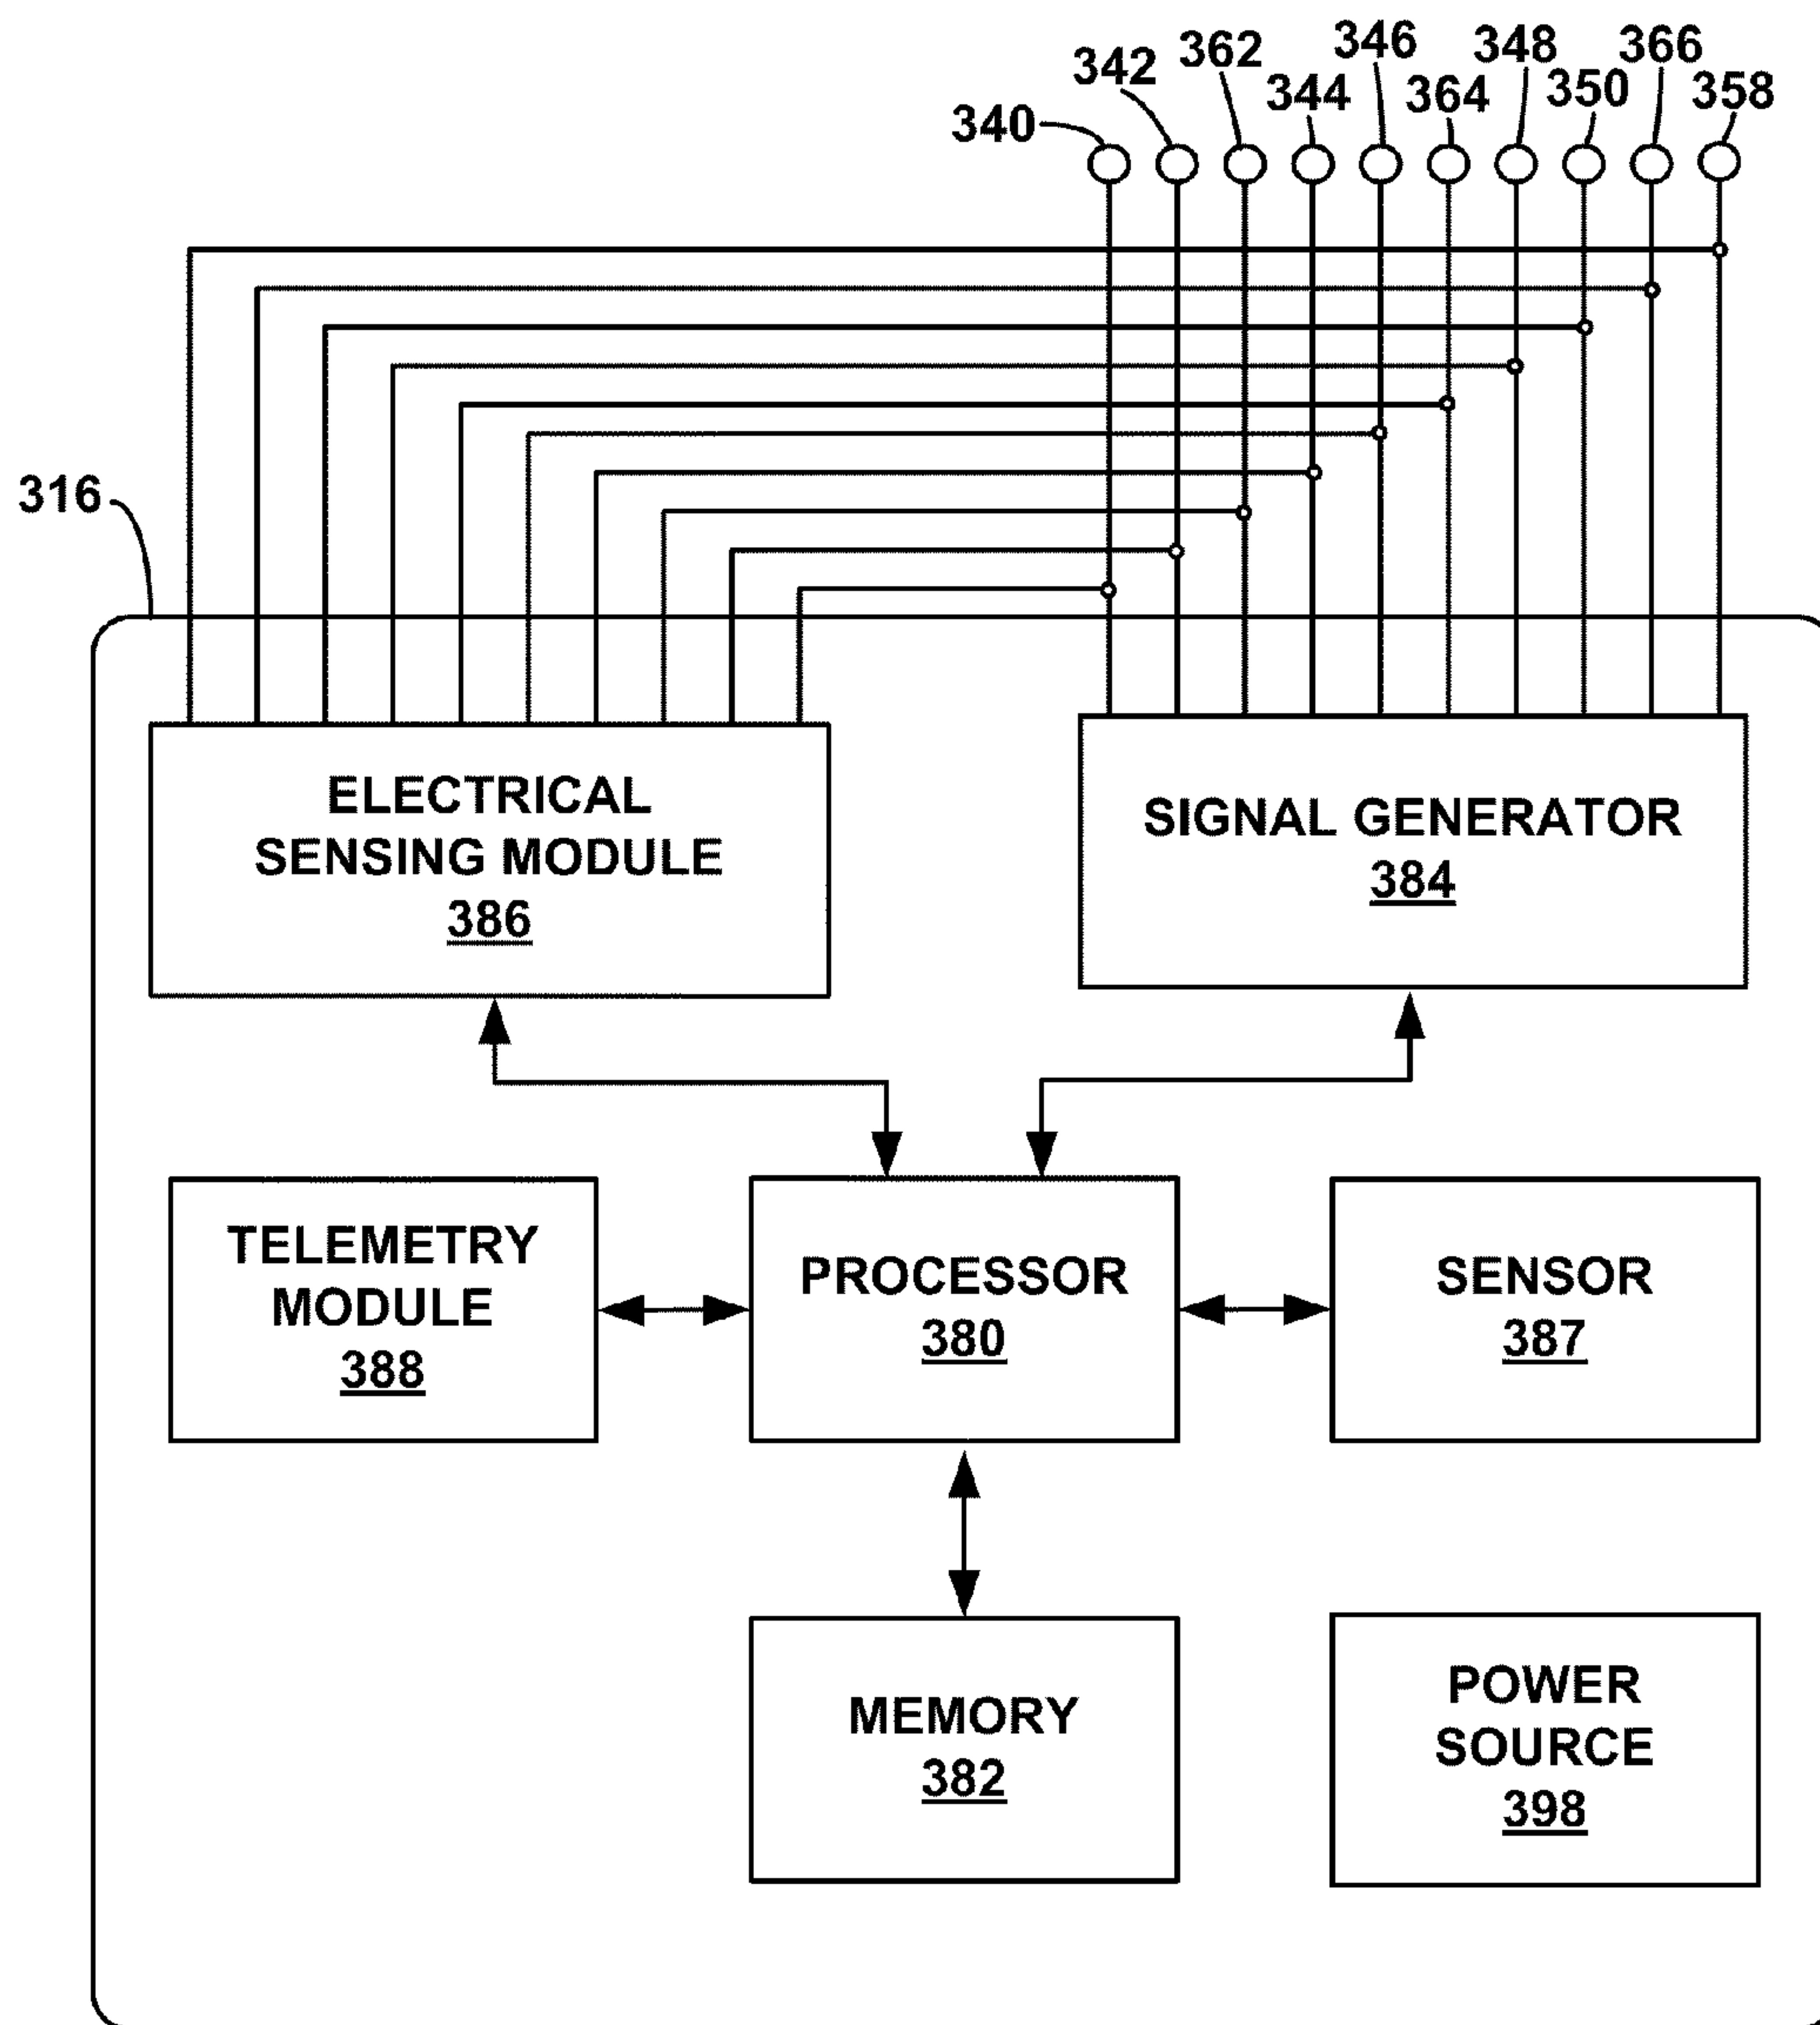 340
342
362
344
346
364
348
350
366
358
316
ELECTRICAL
SENSING MODULE
386
SIGNAL GENERATOR
384
TELEMETRY
MODULE
388
PROCESSOR
380
SENSOR
387
MEMORY
382
POWER
SOURCE
398